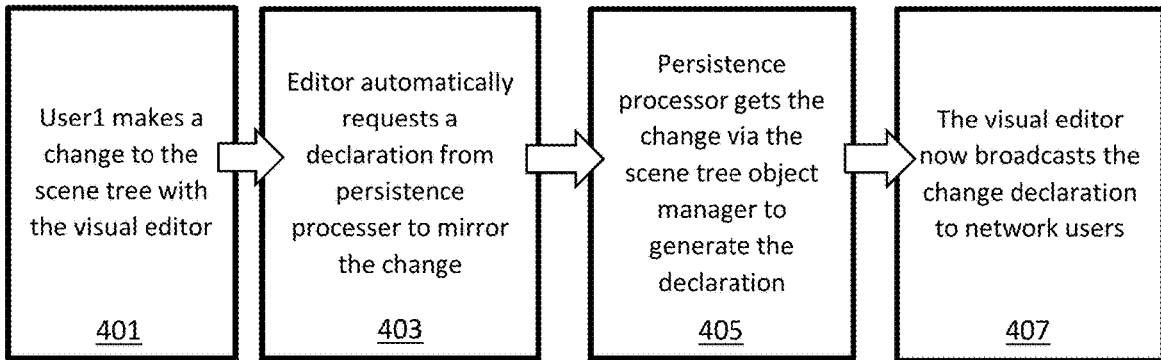 User1 makes a
change to the
scene tree with
the visual editor
401
Editor automatically
requests a
declaration from
persistence
processer to mirror
the change
403
Persistence
processor gets the
change via the
scene tree object
manager to
generate the
declaration
405
The visual editor
now broadcasts the
change declaration
to network users
407